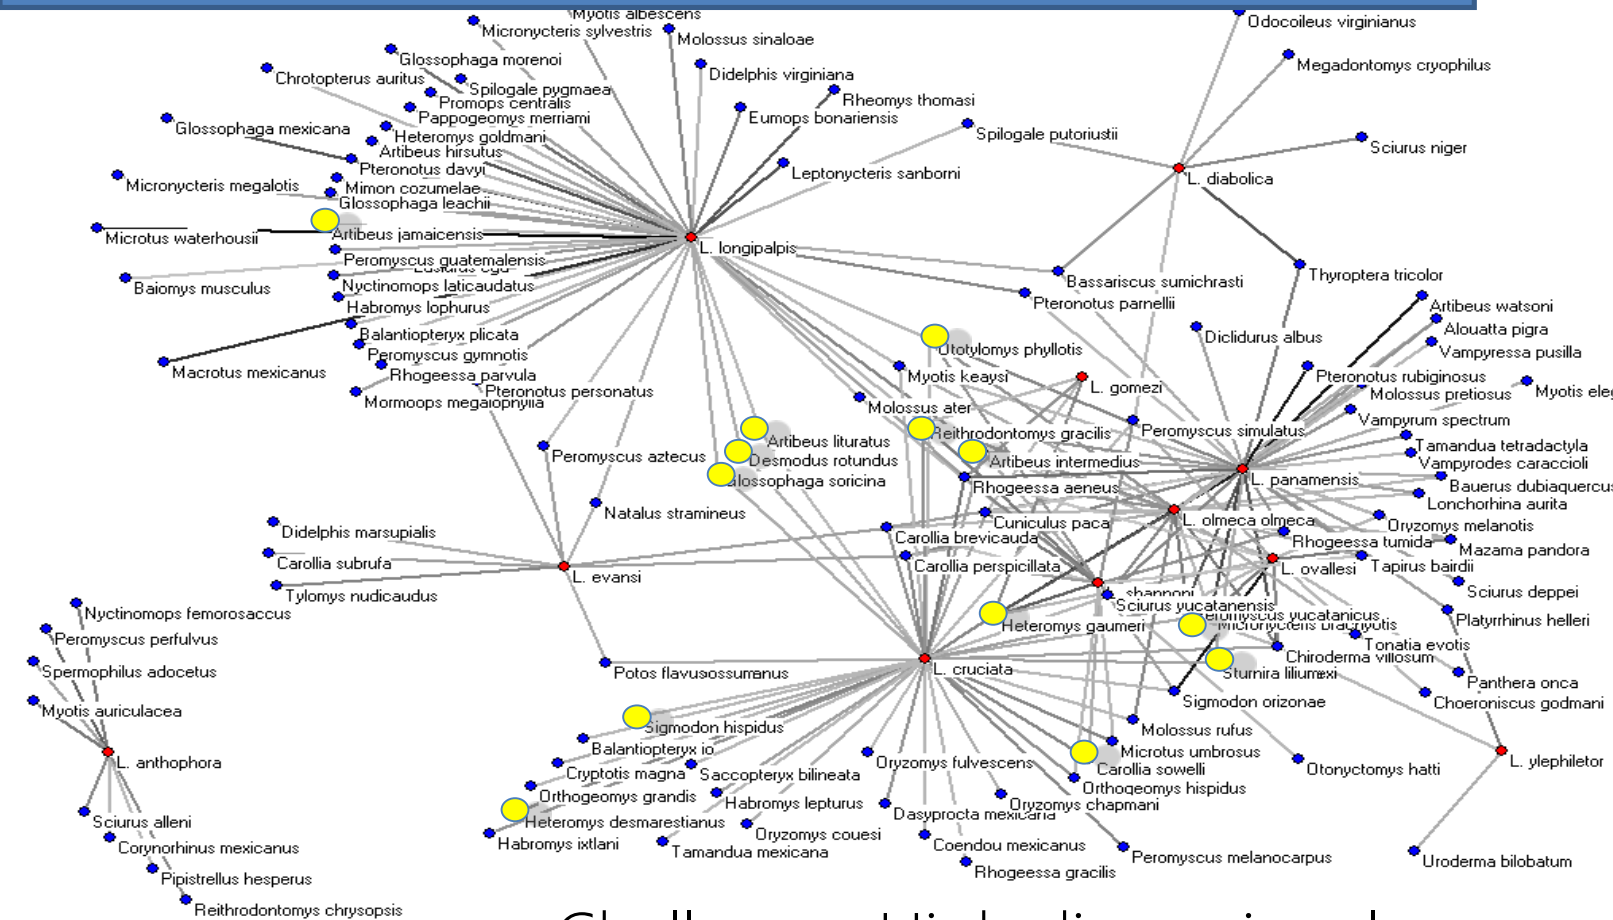 Myotis albescens
Odocoileus virginianus
Micronycteris sylvestris
Molossus sinaloae
Glossophaga morenoi
Megadontomys cryophilus
Chrotopterus auritus
Didelphis virginiana
Spilogale pygmaea
Promops centralis
Rheomys thomasi
Pappogeomys merriami
Eumops bonariensis
Glossophaga mexicana
Heteromys goldmani
Spilogale putoriustii
Sciurus niger
Artibeus hirsutus
Pteronotus davyi
Leptonycteris sanborni
L. diabolica
Micronycteris megalotis
Mimon cozumelae
Glossophaga leachii
Microtus waterhousii
Artibeus jamaicensis
L. longipalpis
Peromyscus guatemalensis
Thyroptera tricolor
Bassariscus sumichrasti
Baiomys musculus
Nyctinomops laticaudatus
Pteronotus parnellii
Artibeus watsoni
Habromys lophurus
Alouatta pigra
Balantiopteryx plicata
Diclidurus albus
Ototylomys phyllotis
Vampyressa pusilla
Peromyscus gymnotis
Macrotus mexicanus
Rhogeessa parvula
Myotis keaysi
Pteronotus rubiginosus
L. gomezi
Pteronotus personatus
Molossus pretiosus
Myotis ele
Mormoops megalophylla
Molossus ater
Vampyrum spectrum
Reithrodontomys gracilis
Peromyscus simulatus
Artibeus lituratus
Tamandua tetradactyla
Peromyscus aztecus
Desmodus rotundus
Artibeus intermedius
Vampyrodes caraccioli
Glossophaga soricina
Rhogeessa aeneus
L. panamensis
Bauerus dubiaquercus
Lonchorhina aurita
Natalus stramineus
Cuniculus paca
L. olmeca olmeca
Oryzomys melanotis
Didelphis marsupialis
Carollia brevicauda
Rhogeessa tumida
Mazama pandora
Carollia subrufa
Carollia perspicillata
L. ovallesi
Tapirus bairdii
L. evansi
Tylomys nudicaudus
L. shannoni
Sciurus deppei
Sciurus yucatanensis
Nyctinomops femorosaccus
Heteromys gaumeri
Platyrrhinus helleri
Peromyscus perfulvus
Tonatia evotis
Chiroderma villosum
Spermophilus adocetus
Potos flavus
L. cruciata
Panthera onca
Sigmodon orizonae
Choeroniscus godmani
Myotis auriculacea
Sigmodon hispidus
Molossus rufus
Balantiopteryx io
Microtus umbrosus
L. anthophora
Oryzomys fulvescens
L. ylephiletor
Cryptotis magna
Saccopteryx bilineata
Carollia sowelli
Otonyctomys hatti
Orthogeomys hispidus
Orthogeomys grandis
Habromys lepturus
Oryzomys chapmani
Sciurus alleni
Heteromys desmarestianus
Dasyprocta mexicana
Oryzomys couesi
Habromys ixtlani
Coendou mexicanus
Corynorhinus mexicanus
Tamandua mexicana
Peromyscus melanocarpus
Uroderma bilobatum
Rhogeessa gracilis
Pipistrellus hesperus
Reithrodontomys chrysopsis